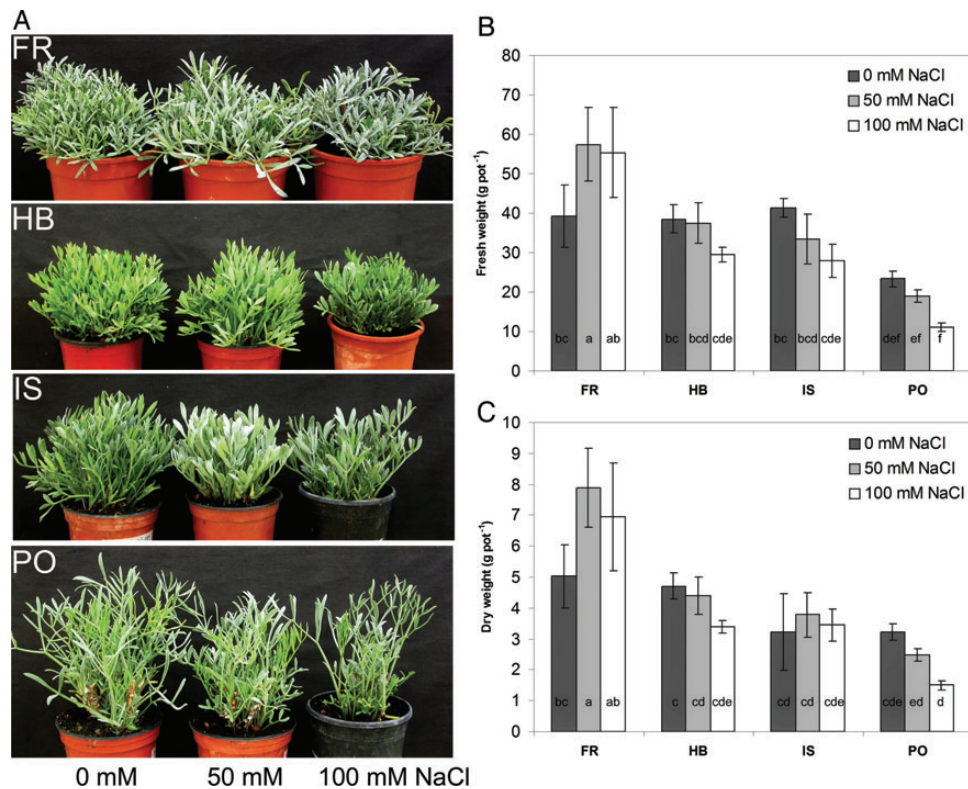 A
FR
HB
IS
PO
0 mM 50 mM 100 mM NaCl
B
80
70
60
50
40
30
20
10
0
Fresh weight (g pot⁻¹)
0 mM NaCl
50 mM NaCl
100 mM NaCl
bc a ab bc bcd cde bc bcd cde def ef f
FR HB IS PO
C
10
9
8
7
6
5
4
3
2
1
0
Dry weight (g pot⁻¹)
0 mM NaCl
50 mM NaCl
100 mM NaCl
bc a ab c cd cde cd cd cde cde ed d
FR HB IS PO